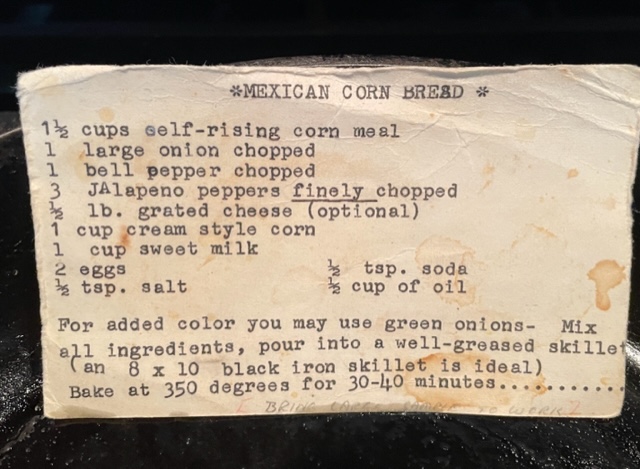 *MEXICAN CORN BREAD *
1½ cups self-rising corn meal
1 large onion chopped
1 bell pepper chopped
3 JAlapeno peppers finely chopped
½ lb. grated cheese (optional)
1 cup cream style corn
1 cup sweet milk
2 eggs ½ tsp. soda
½ tsp. salt ½ cup of oil
For added color you may use green onions- Mix
all ingredients, pour into a well-greased skille
(an 8 x 10 black iron skillet is ideal)
Bake at 350 degrees for 30-40 minutes............
BRING TO WORK